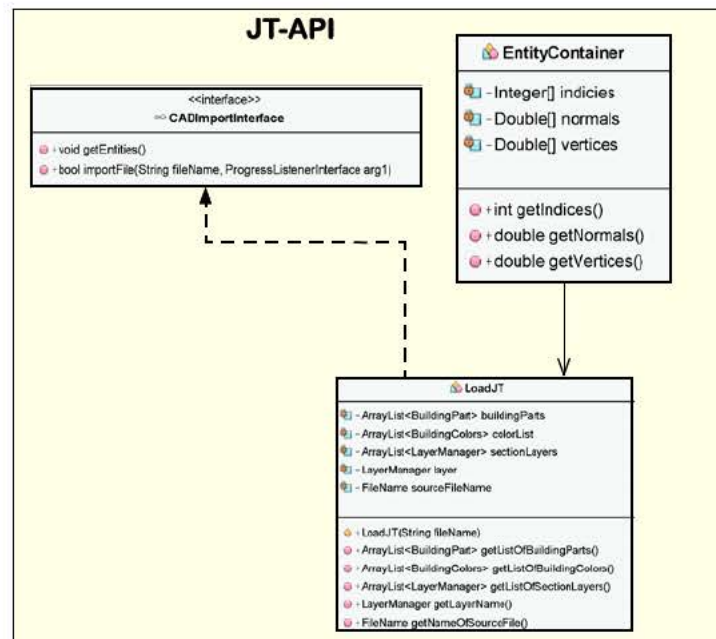 JT-API
<<interface>>
CADImportInterface
+ void getEntities()
+ bool importFile(String fileName, ProgressListenerInterface arg1)
EntityContainer
- Integer[] indicies
- Double[] normals
- Double[] vertices
+ int getIndices()
+ double getNormals()
+ double getVertices()
LoadJT
- ArrayList<BuildingPart> buildingParts
- ArrayList<BuildingColors> colorList
- ArrayList<LayerManager> sectionLayers
- LayerManager layer
- FileName sourceFileName
+ LoadJT(String fileName)
+ ArrayList<BuildingPart> getListOfBuildingParts()
+ ArrayList<BuildingColors> getListOfBuildingColors()
+ ArrayList<LayerManager> getListOfSectionLayers()
+ LayerManager getLayerName()
+ FileName getNameOfSourceFile()